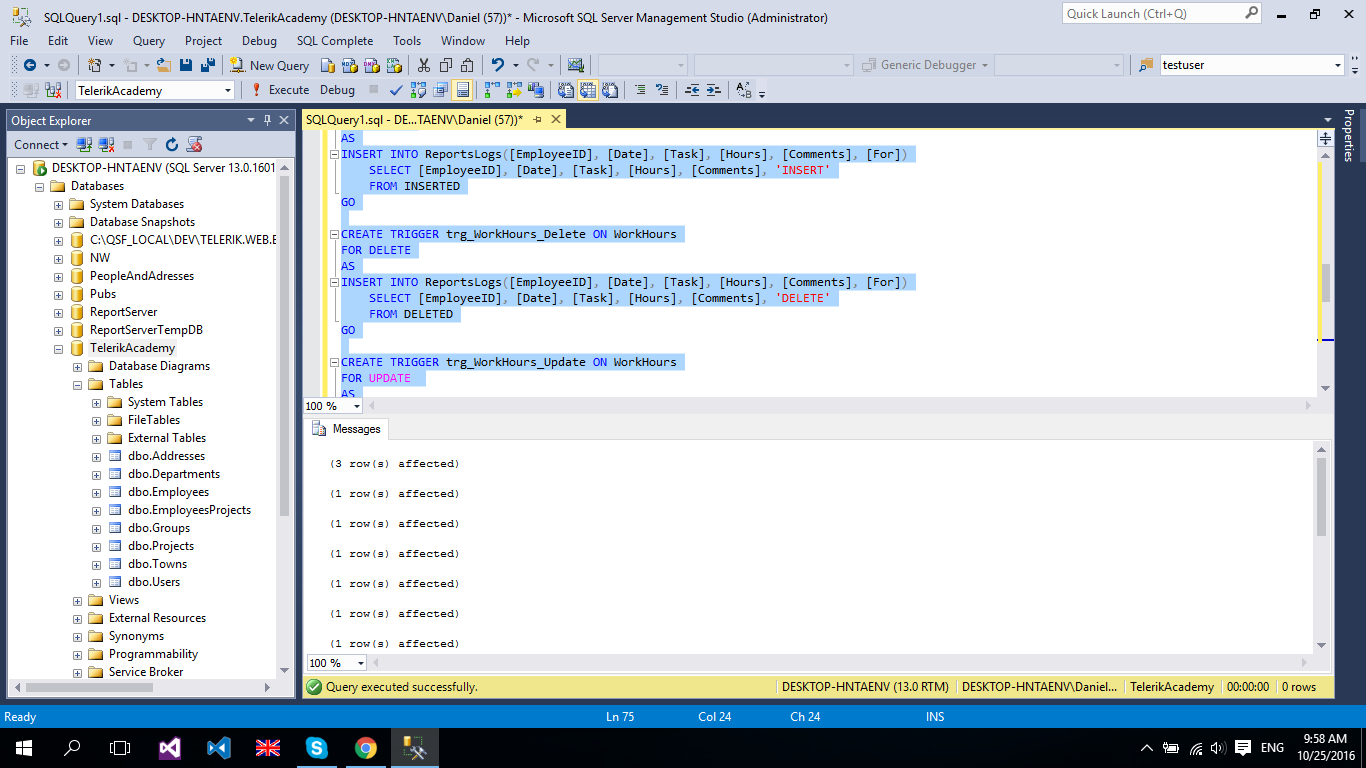 SQLQuery1.sql - DESKTOP-HNTAENV.TelerikAcademy (DESKTOP-HNTAENV\Daniel (57))* - Microsoft SQL Server Management Studio (Administrator)
Quick Launch (Ctrl+Q)
File Edit View Query Project Debug SQL Complete Tools Window Help
New Query
Generic Debugger
testuser
TelerikAcademy
Execute Debug
Object Explorer
Connect
DESKTOP-HNTAENV (SQL Server 13.0.1601
Databases
System Databases
Database Snapshots
C:\QSF_LOCAL\DEV\TELERIK.WEB.E
NW
PeopleAndAdresses
Pubs
ReportServer
ReportServerTempDB
TelerikAcademy
Database Diagrams
Tables
System Tables
FileTables
External Tables
dbo.Addresses
dbo.Departments
dbo.Employees
dbo.EmployeesProjects
dbo.Groups
dbo.Projects
dbo.Towns
dbo.Users
Views
External Resources
Synonyms
Programmability
Service Broker
SQLQuery1.sql - DE...TAENV\Daniel (57))*
AS
INSERT INTO ReportsLogs([EmployeeID], [Date], [Task], [Hours], [Comments], [For])
SELECT [EmployeeID], [Date], [Task], [Hours], [Comments], 'INSERT'
FROM INSERTED
GO
CREATE TRIGGER trg_WorkHours_Delete ON WorkHours
FOR DELETE
AS
INSERT INTO ReportsLogs([EmployeeID], [Date], [Task], [Hours], [Comments], [For])
SELECT [EmployeeID], [Date], [Task], [Hours], [Comments], 'DELETE'
FROM DELETED
GO
CREATE TRIGGER trg_WorkHours_Update ON WorkHours
FOR UPDATE
AS
100 %
Messages
(3 row(s) affected)
(1 row(s) affected)
(1 row(s) affected)
(1 row(s) affected)
(1 row(s) affected)
(1 row(s) affected)
(1 row(s) affected)
100 %
Query executed successfully.
DESKTOP-HNTAENV (13.0 RTM) DESKTOP-HNTAENV\Daniel... TelerikAcademy 00:00:00 0 rows
Properties
Ready Ln 75 Col 24 Ch 24 INS
ENG
9:58 AM
10/25/2016